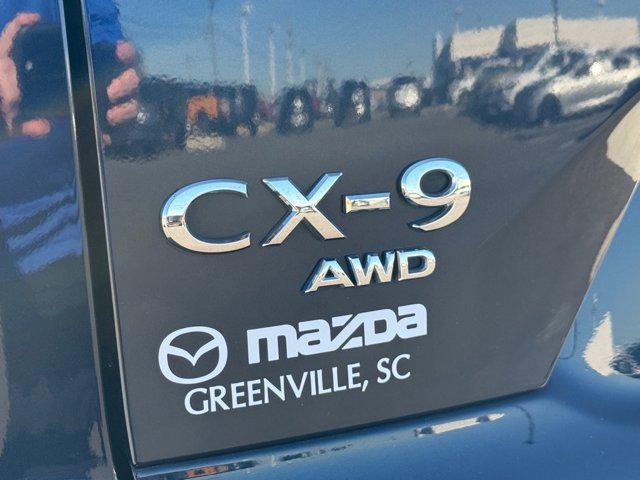 CX-9
AWD
mazda
GREENVILLE, SC